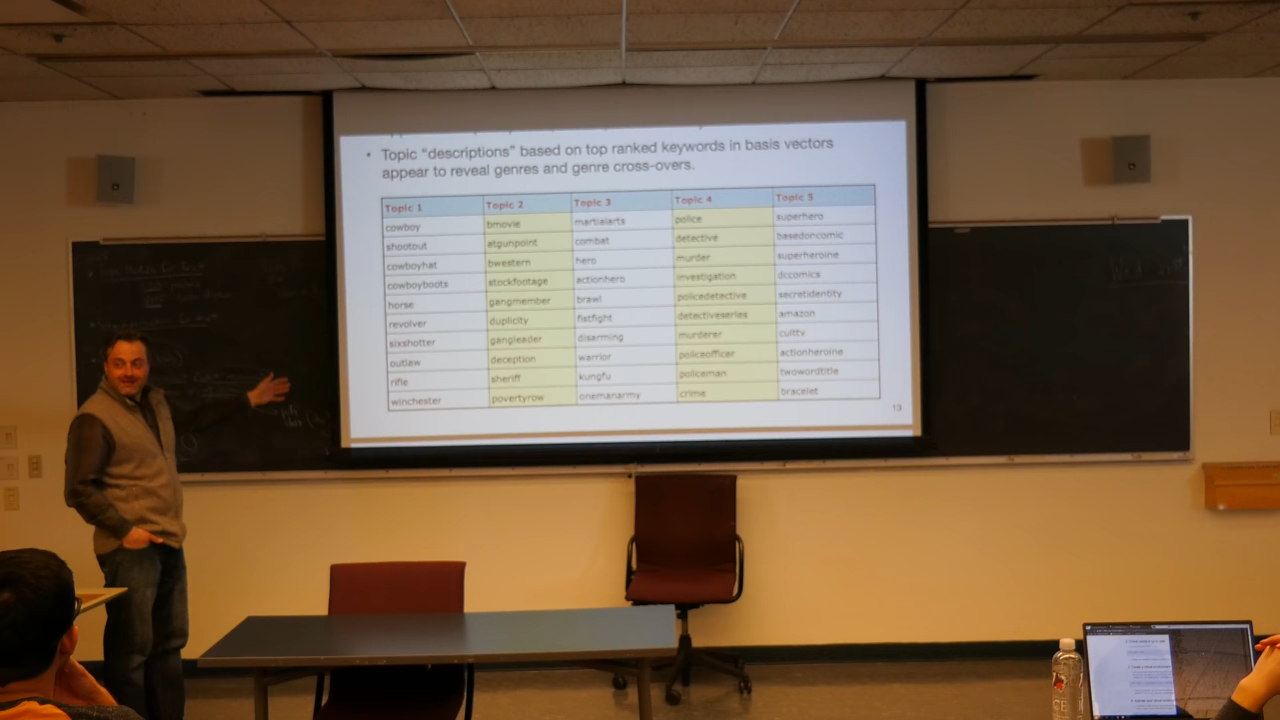 • Topic “descriptions” based on top ranked keywords in basis vectors
appear to reveal genres and genre cross-overs.
Topic 1 Topic 2 Topic 3 Topic 4 Topic 5
cowboy bmovie martialarts police superhero
shootout atgunpoint combat detective basedoncomic
cowboyhat bwestern hero murder superheroine
cowboyboots stockfootage actionhero investigation dccomics
horse gangmember brawl policedetective secretidentity
revolver duplicity fistfight detectiveseries amazon
sixshotter gangleader disarming murderer culttv
outlaw deception warrior policeofficer actionheroine
rifle sheriff kungfu policeman twowordtitle
winchester povertyrow onemanarmy crime bracelet
13